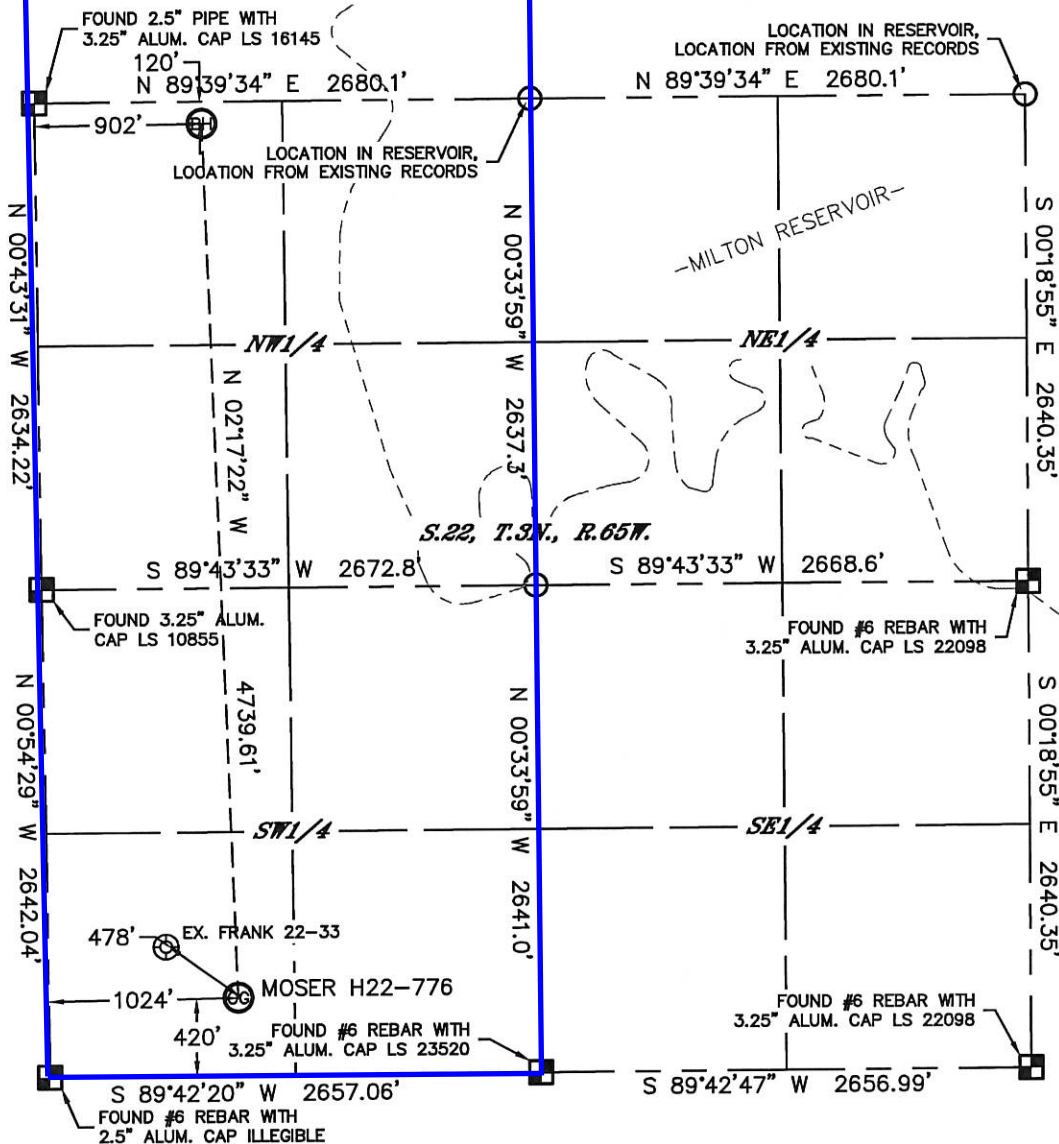 FOUND 2.5" PIPE WITH
3.25" ALUM. CAP LS 16145
120'
N 89°39'34" E 2680.1'
LOCATION IN RESERVOIR,
LOCATION FROM EXISTING RECORDS
N 89°39'34" E 2680.1'
902'
BH
LOCATION IN RESERVOIR,
LOCATION FROM EXISTING RECORDS
-MILTON RESERVOIR-
N 00°43'31" W 2634.22'
N 00°33'59" W 2637.3'
S 00°18'55" E 2640.35'
NW1/4
NE1/4
N 02°17'22" W 4739.61'
S.22, T.3N., R.65W.
S 89°43'33" W 2672.8'
S 89°43'33" W 2668.6'
FOUND 3.25" ALUM.
CAP LS 10855
FOUND #6 REBAR WITH
3.25" ALUM. CAP LS 22098
N 00°54'29" W 2642.04'
N 00°33'59" W 2641.0'
S 00°18'55" E 2640.35'
SW1/4
SE1/4
478'
EX. FRANK 22-33
1024'
OG
MOSER H22-776
420'
FOUND #6 REBAR WITH
3.25" ALUM. CAP LS 23520
FOUND #6 REBAR WITH
3.25" ALUM. CAP LS 22098
S 89°42'20" W 2657.06'
S 89°42'47" W 2656.99'
FOUND #6 REBAR WITH
2.5" ALUM. CAP ILLEGIBLE